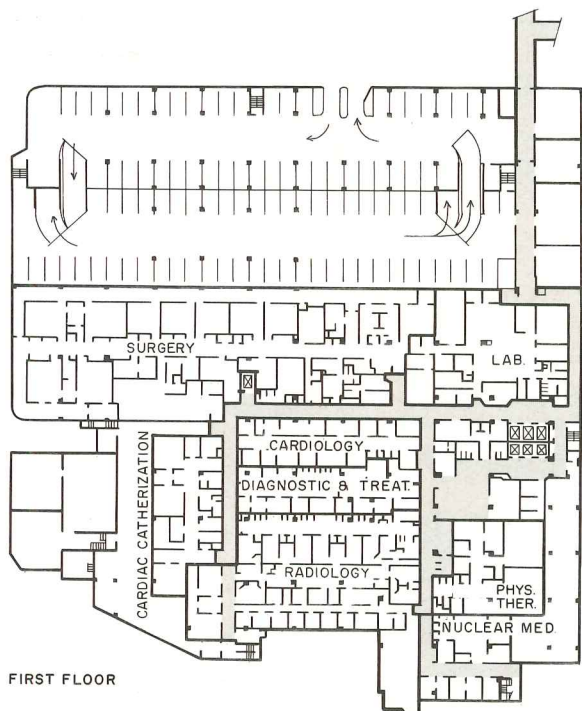 SURGERY
LAB.
CARDIOLOGY
DIAGNOSTIC & TREAT.
CARDIAC CATHERIZATION
RADIOLOGY
PHYS.
THER.
NUCLEAR MED.
FIRST FLOOR